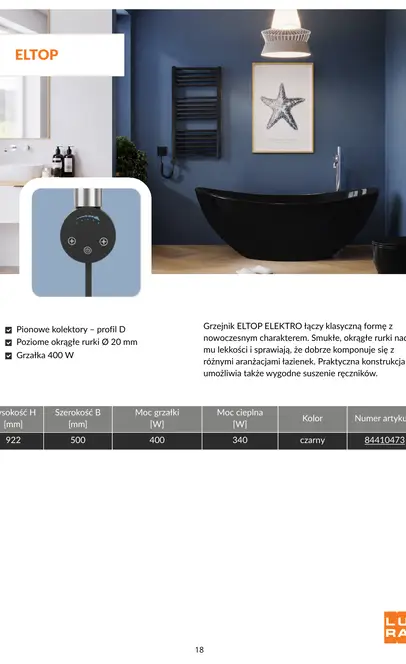 ELTOP
Pionowe kolektory – profil D
Poziome okrągłe rurki Ø 20 mm
Grzałka 400 W
Grzejnik ELTOP ELEKTRO łączy klasyczną formę z
nowoczesnym charakterem. Smukłe, okrągłe rurki nad
mu lekkości i sprawiają, że dobrze komponuje się z
różnymi aranżacjami łazienek. Praktyczna konstrukcja
umożliwia także wygodne suszenie ręczników.
ysokość H Szerokość B Moc grzałki Moc cieplna Kolor Numer artyku
[mm] [mm] [W] [W]
922 500 400 340 czarny 84410473
LU
RA
18